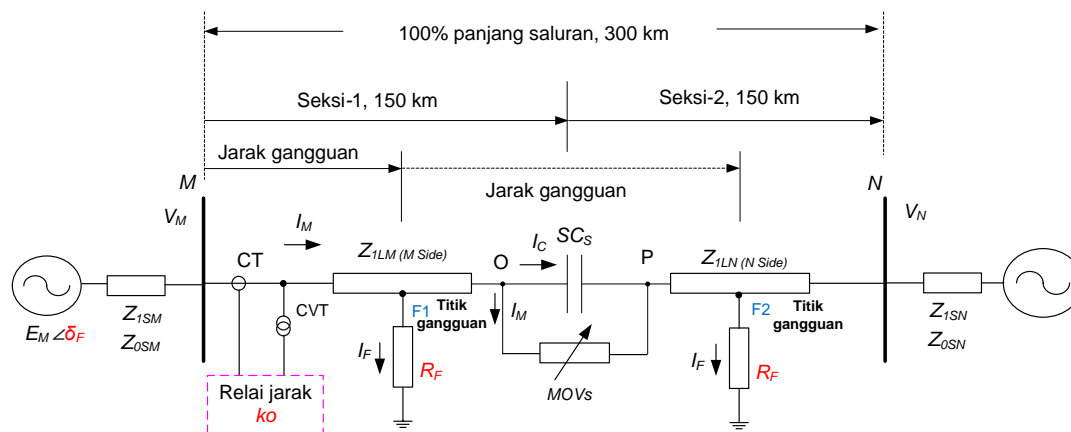 100% panjang saluran, 300 km
Seksi-1, 150 km
Seksi-2, 150 km
Jarak gangguan
Jarak gangguan
M
N
V_M
V_N
I_M
I_C
SC_S
CT
Z_1LM (M Side)
O
P
Z_1LN (N Side)
CVT
F1
Titik
gangguan
I_M
F2
Titik
gangguan
Z_1SM
Z_0SM
Z_1SN
Z_0SN
E_M ∠δ_F
I_F
R_F
MOVs
I_F
R_F
Relai jarak
ko